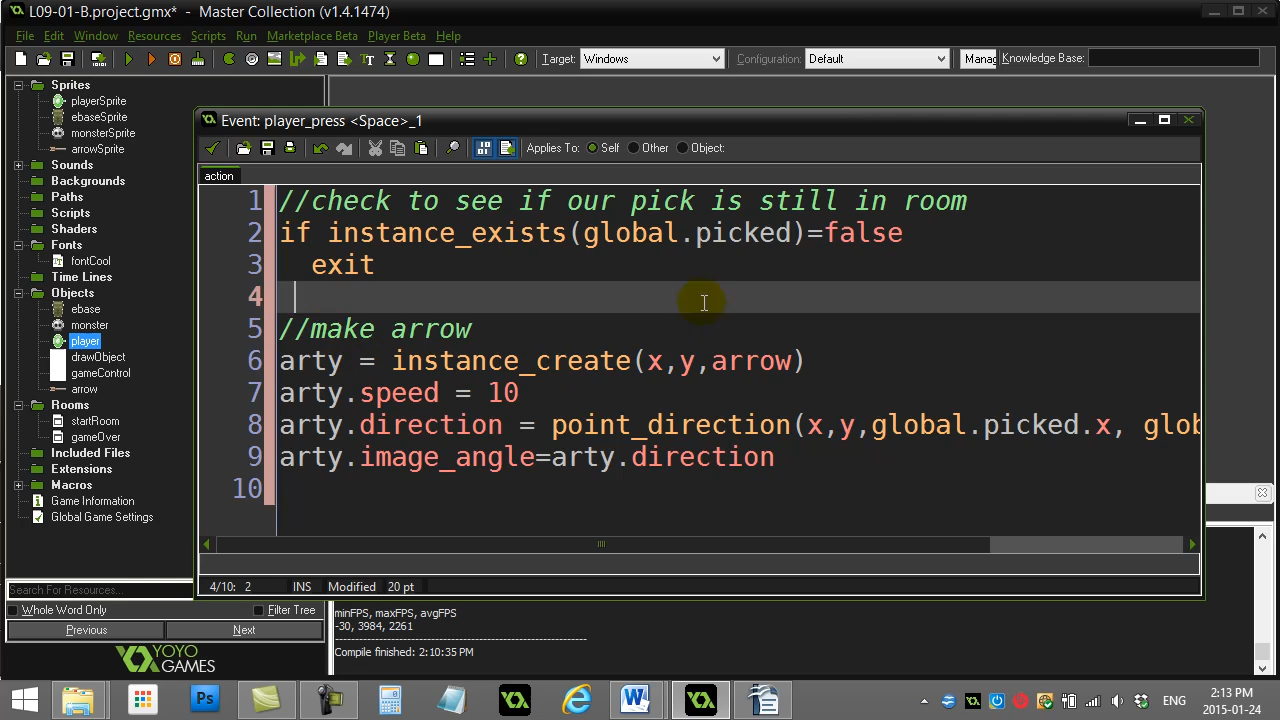 L09-01-B.project.gmx* - Master Collection (v1.4.1474)
File Edit Window Resources Scripts Run Marketplace Beta Player Beta Help
Target: Windows Configuration: Default Manag Knowledge Base:
Sprites
playerSprite
ebaseSprite
monsterSprite
arrowSprite
Sounds
Backgrounds
Paths
Scripts
Shaders
Fonts
fontCool
Time Lines
Objects
ebase
monster
player
drawObject
gameControl
arrow
Rooms
startRoom
gameOver
Included Files
Extensions
Macros
Game Information
Global Game Settings
Search For Resources...
Whole Word Only Filter Tree
Previous Next
YOYO
GAMES
Event: player_press <Space>_1
Applies To: Self Other Object:
action
1 //check to see if our pick is still in room
2 if instance_exists(global.picked)=false
3 exit
4
5 //make arrow
6 arty = instance_create(x,y,arrow)
7 arty.speed = 10
8 arty.direction = point_direction(x,y,global.picked.x, glob
9 arty.image_angle=arty.direction
10
4/10: 2 INS Modified 20 pt
minFPS, maxFPS, avgFPS
-30, 3984, 2261
Compile finished: 2:10:35 PM
ENG
2:13 PM
2015-01-24